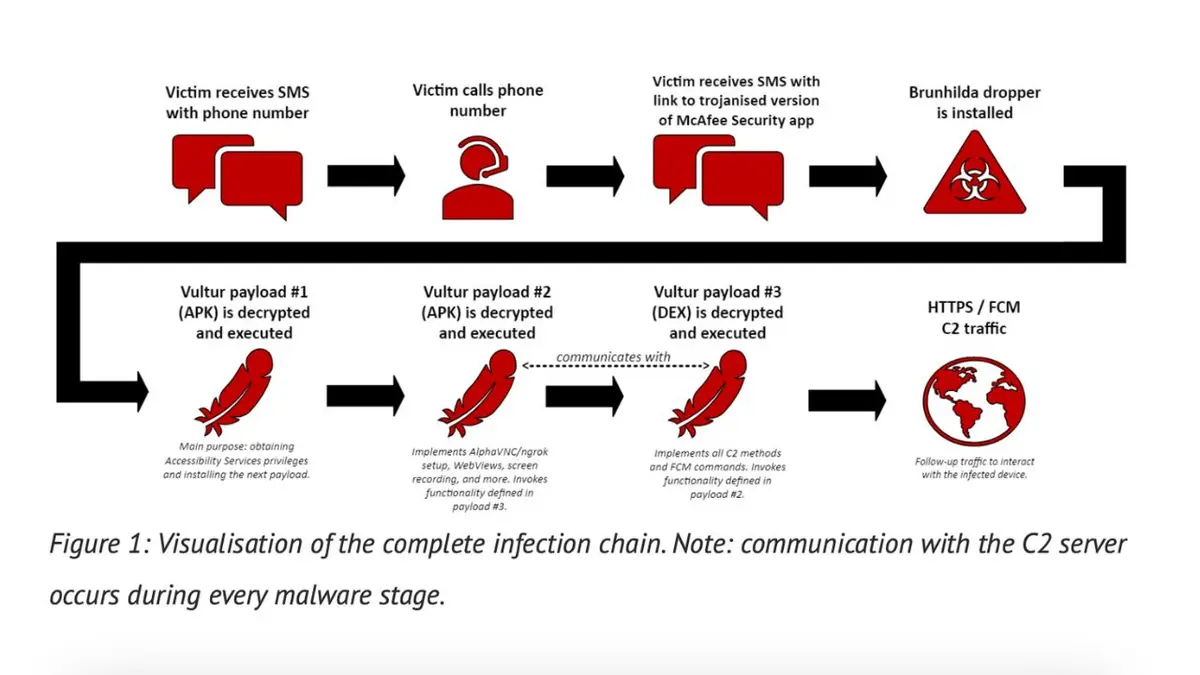 Victim receives SMS
with phone number
Victim calls phone
number
Victim receives SMS with
link to trojanised version
of McAfee Security app
Brunhilda dropper
is installed
Vultur payload #1
(APK) is decrypted
and executed
Vultur payload #2
(APK) is decrypted
and executed
Vultur payload #3
(DEX) is decrypted
and executed
HTTPS / FCM
C2 traffic
communicates with
Main purpose: obtaining
Accessibility Services privileges
and installing the next payload.
Implements AlphaVNC/ngrok
setup, WebViews, screen
recording, and more. Invokes
functionality defined in
payload #3.
Implements all C2 methods
and FCM commands. Invokes
functionality defined in
payload #2.
Follow-up traffic to interact
with the infected device.
Figure 1: Visualisation of the complete infection chain. Note: communication with the C2 server
occurs during every malware stage.